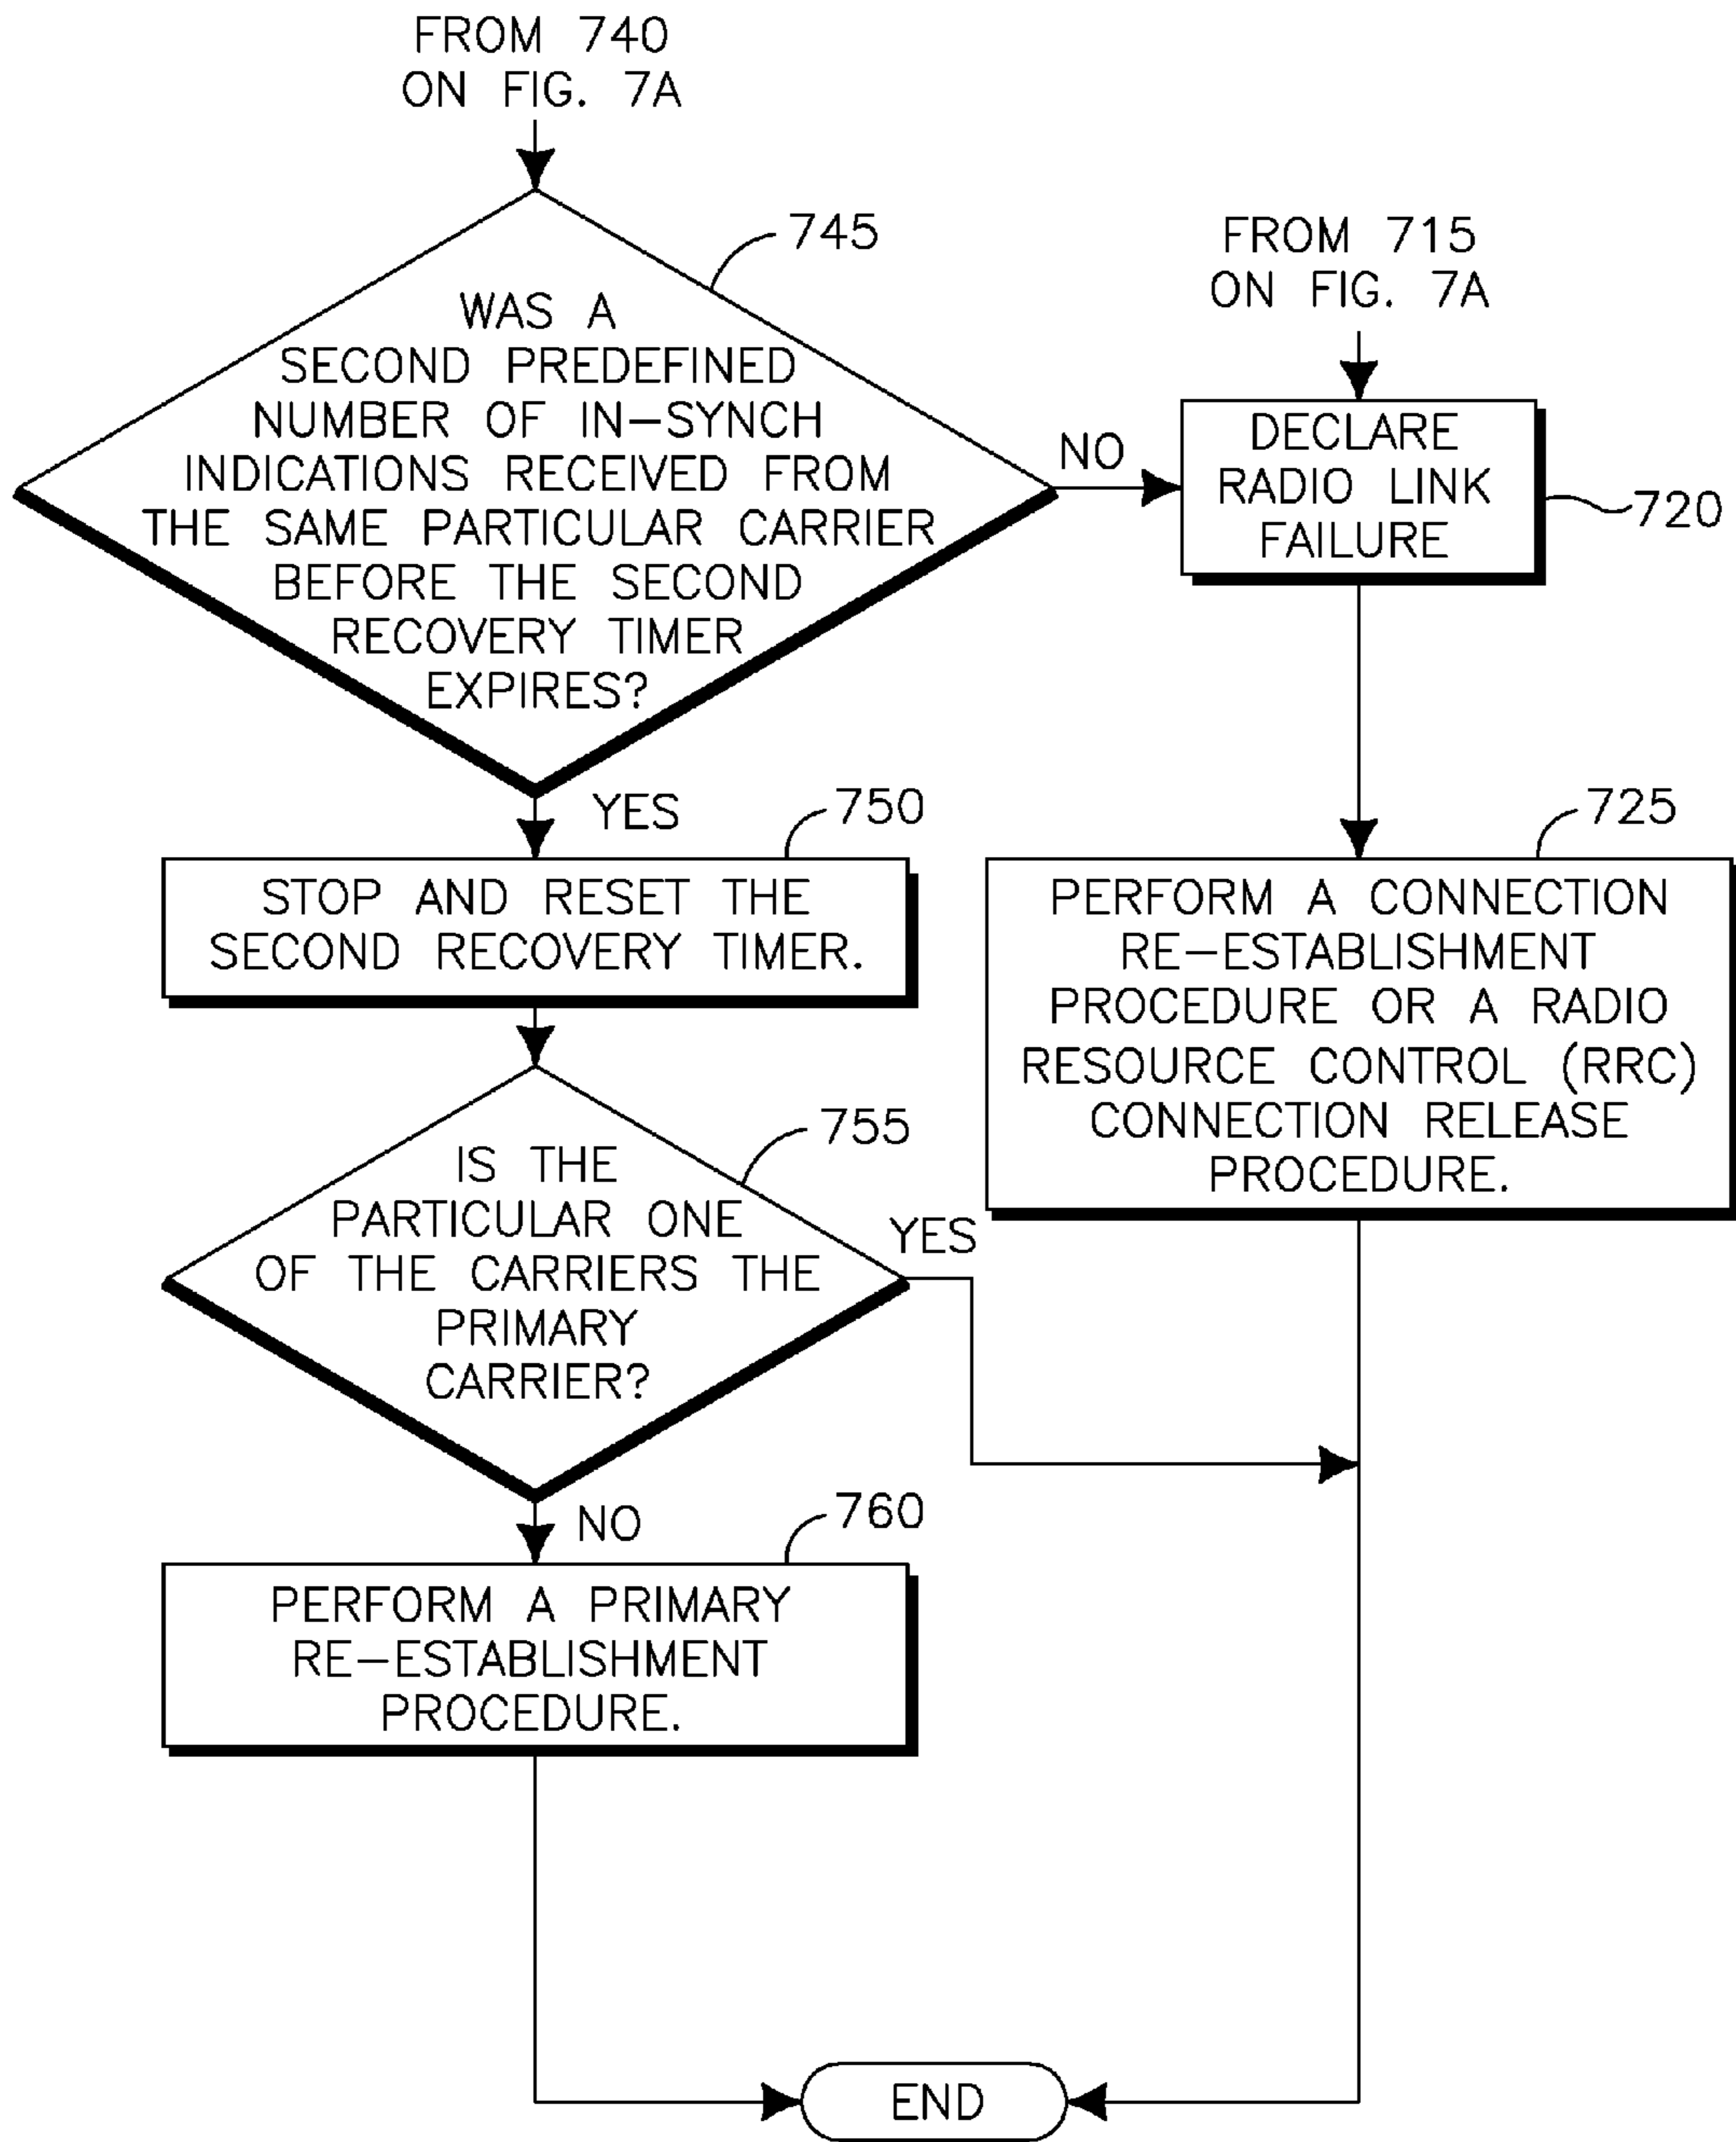 FROM 740
ON FIG. 7A
745
WAS A
SECOND PREDEFINED
NUMBER OF IN-SYNCH
INDICATIONS RECEIVED FROM
THE SAME PARTICULAR CARRIER
BEFORE THE SECOND
RECOVERY TIMER
EXPIRES?
NO
FROM 715
ON FIG. 7A
DECLARE
RADIO LINK
FAILURE
720
YES
750
STOP AND RESET THE
SECOND RECOVERY TIMER.
725
PERFORM A CONNECTION
RE-ESTABLISHMENT
PROCEDURE OR A RADIO
RESOURCE CONTROL (RRC)
CONNECTION RELEASE
PROCEDURE.
755
IS THE
PARTICULAR ONE
OF THE CARRIERS THE
PRIMARY
CARRIER?
YES
NO
760
PERFORM A PRIMARY
RE-ESTABLISHMENT
PROCEDURE.
END